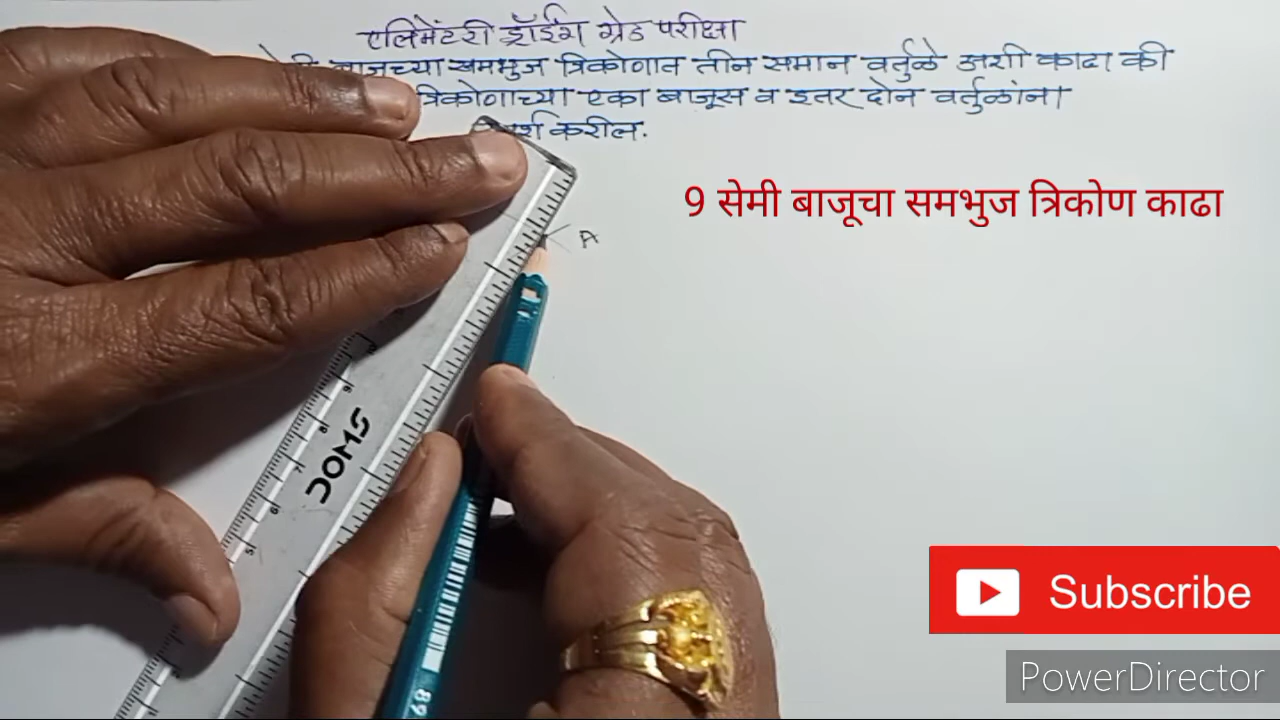 एलिमेंटरी ड्रॉईंग ग्रेड परीक्षा
बाजूच्या समभुज त्रिकोणात तीन समान वर्तुळे अशी काढा की
त्रिकोणाच्या एका बाजूस व इतर दोन वर्तुळांना
करील.
9 सेमी बाजूचा समभुज त्रिकोण काढा
A
DOMS
Subscribe
PowerDirector